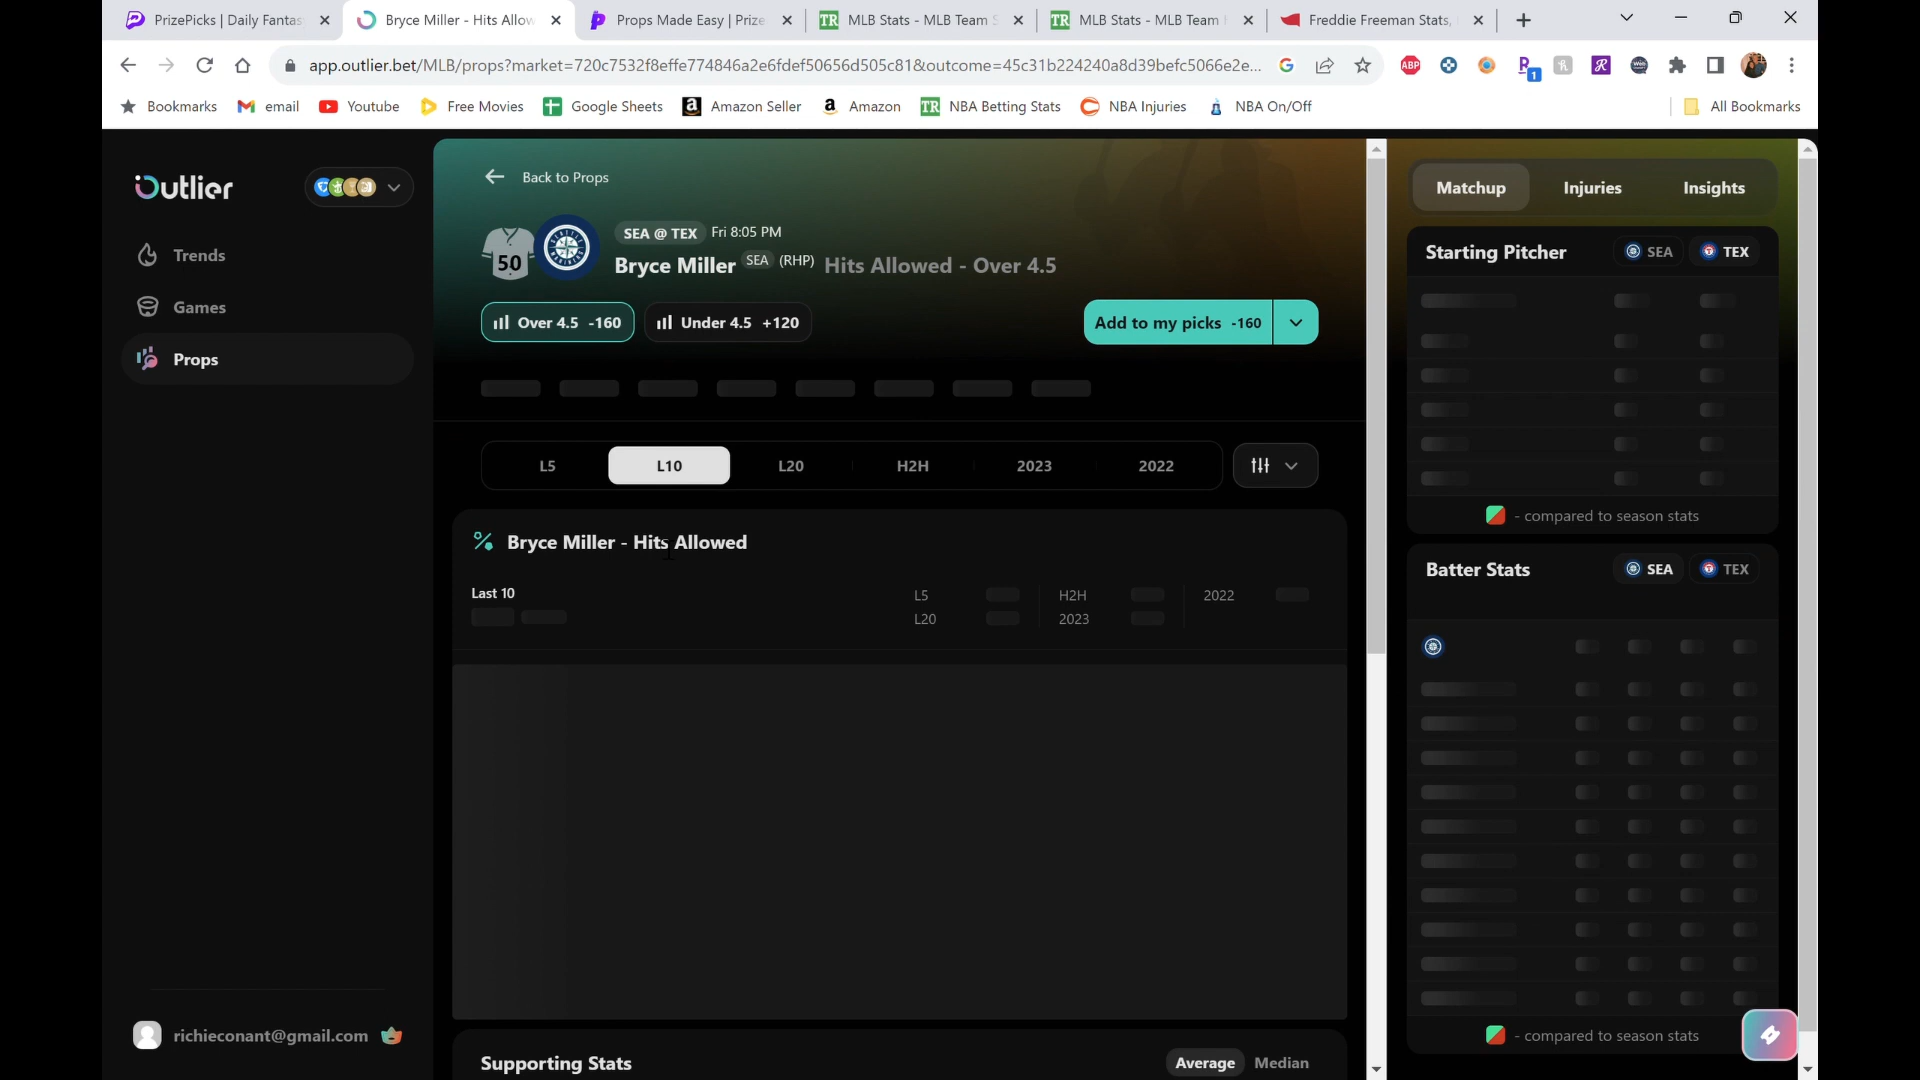 PrizePicks | Daily Fantas
Bryce Miller - Hits Allow
Props Made Easy | Prize
MLB Stats - MLB Team S
MLB Stats - MLB Team
Freddie Freeman Stats,
app.outlier.bet/MLB/props?market=720c7532f8effe774846a2e6fdef50656d505c81&outcome=45c31b224240a8d39befc5066e2e...
ABP
1
Bookmarks
email
Youtube
Free Movies
Google Sheets
Amazon Seller
Amazon
NBA Betting Stats
NBA Injuries
NBA On/Off
All Bookmarks
Outlier
Trends
Games
Props
richieconant@gmail.com
Back to Props
50
SEA @ TEX Fri 8:05 PM
Bryce Miller SEA (RHP) Hits Allowed - Over 4.5
Over 4.5 -160
Under 4.5 +120
Add to my picks -160
L5
L10
L20
H2H
2023
2022
Bryce Miller - Hits Allowed
Last 10
L5
H2H
2022
L20
2023
Supporting Stats
Average
Median
Matchup
Injuries
Insights
Starting Pitcher
SEA
TEX
- compared to season stats
Batter Stats
SEA
TEX
- compared to season stats